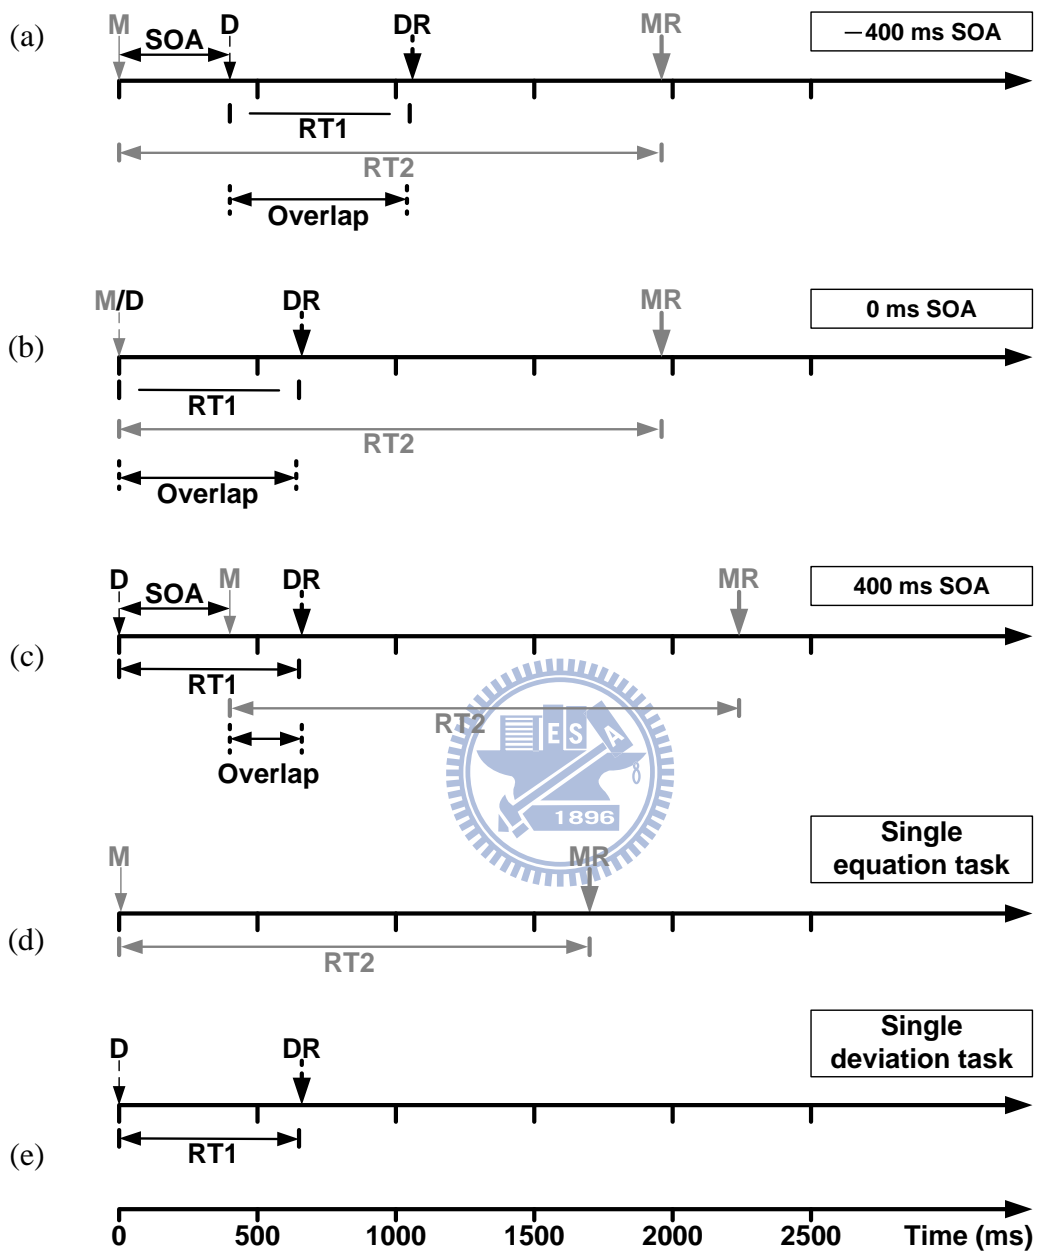 (a)
M
SOA
D
DR
MR
—400 ms SOA
RT1
RT2
Overlap
(b)
M/D
DR
MR
0 ms SOA
RT1
RT2
Overlap
(c)
D
SOA
M
DR
MR
400 ms SOA
RT1
RT2
Overlap
E S A
8
1896
(d)
M
MR
Single
equation task
RT2
(e)
D
DR
Single
deviation task
RT1
0 500 1000 1500 2000 2500 Time (ms)